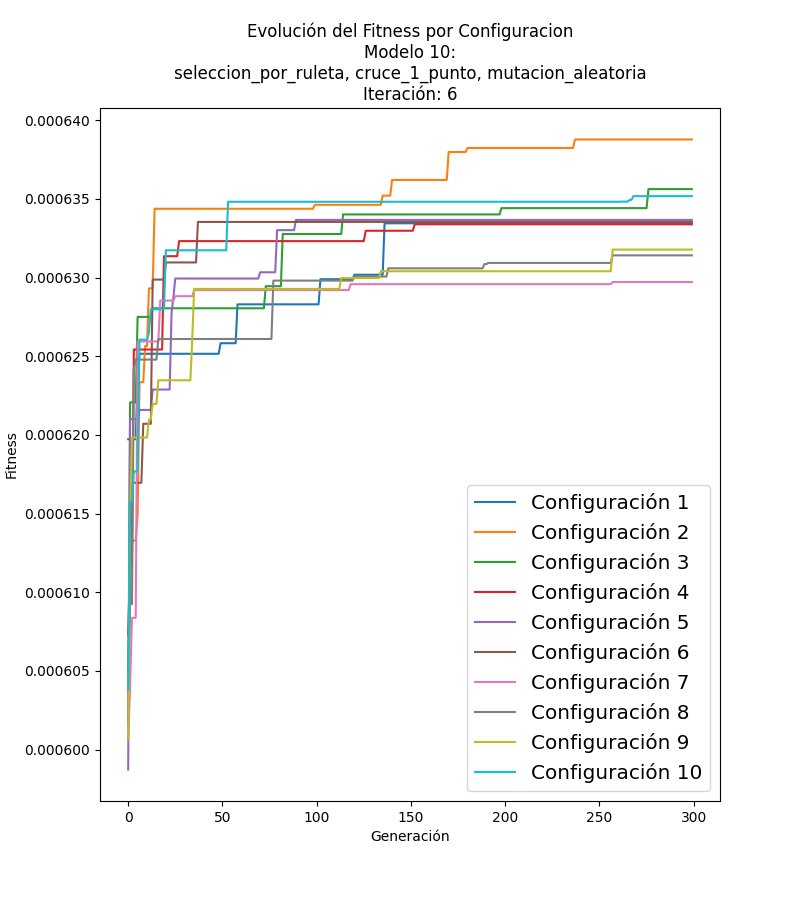 Evolución del Fitness por Configuracion
Modelo 10:
seleccion_por_ruleta, cruce_1_punto, mutacion_aleatoria
Iteración: 6
0.000640
0.000635
0.000630
0.000625
0.000620
0.000615
0.000610
0.000605
0.000600
Fitness
Configuración 1
Configuración 2
Configuración 3
Configuración 4
Configuración 5
Configuración 6
Configuración 7
Configuración 8
Configuración 9
Configuración 10
0 50 100 150 200 250 300
Generación